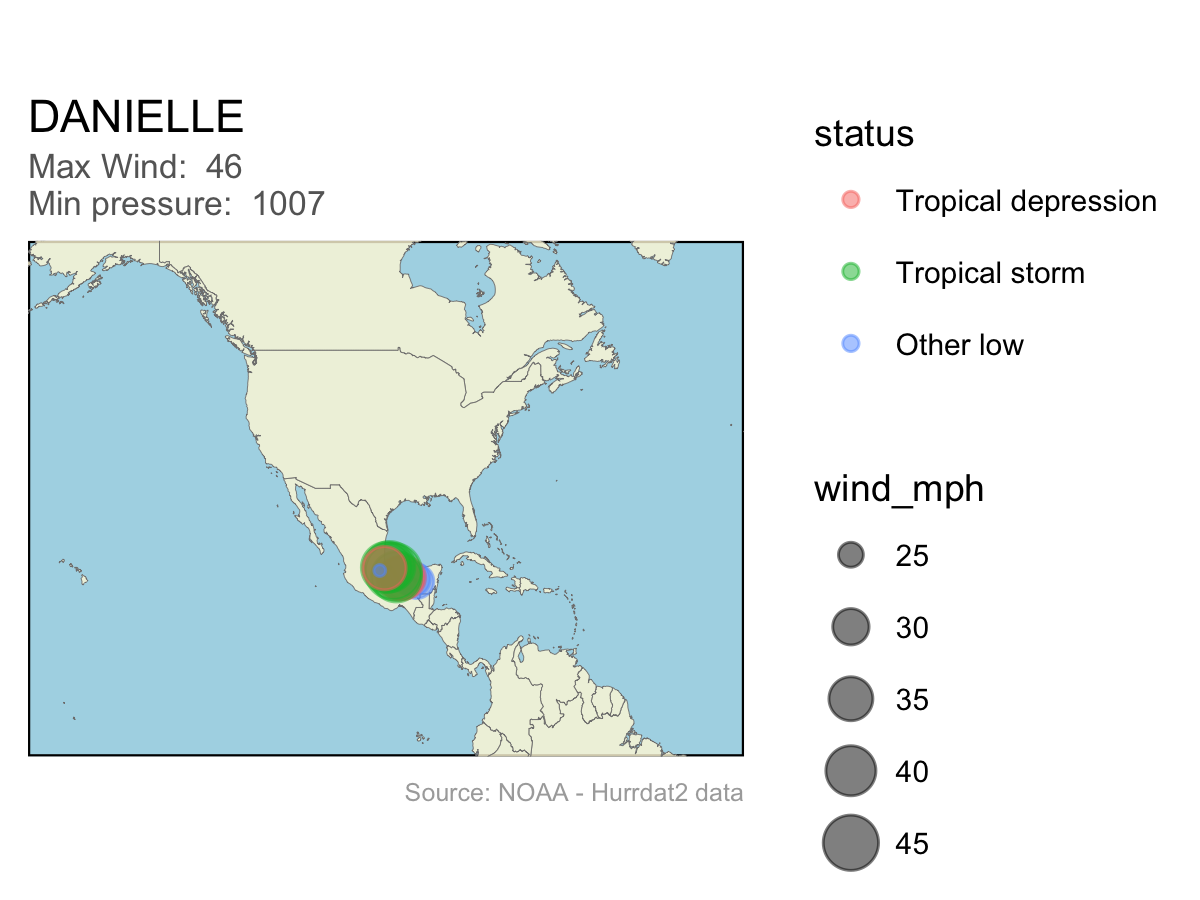 DANIELLE
Max Wind:  46
Min pressure:  1007
Source: NOAA - Hurrdat2 data
status
Tropical depression
Tropical storm
Other low
wind_mph
25
30
35
40
45